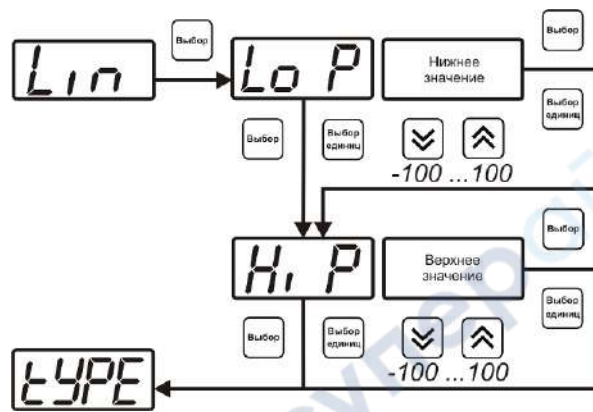 Выбор
Выбор
Lin
Lo P
Нижнее
значение
Выбор
единиц
Выбор
Выбор
единиц
-100 ...100
Выбор
Hi P
Верхнее
значение
Выбор
единиц
Выбор
Выбор
единиц
-100 ...100
tYPE
супер